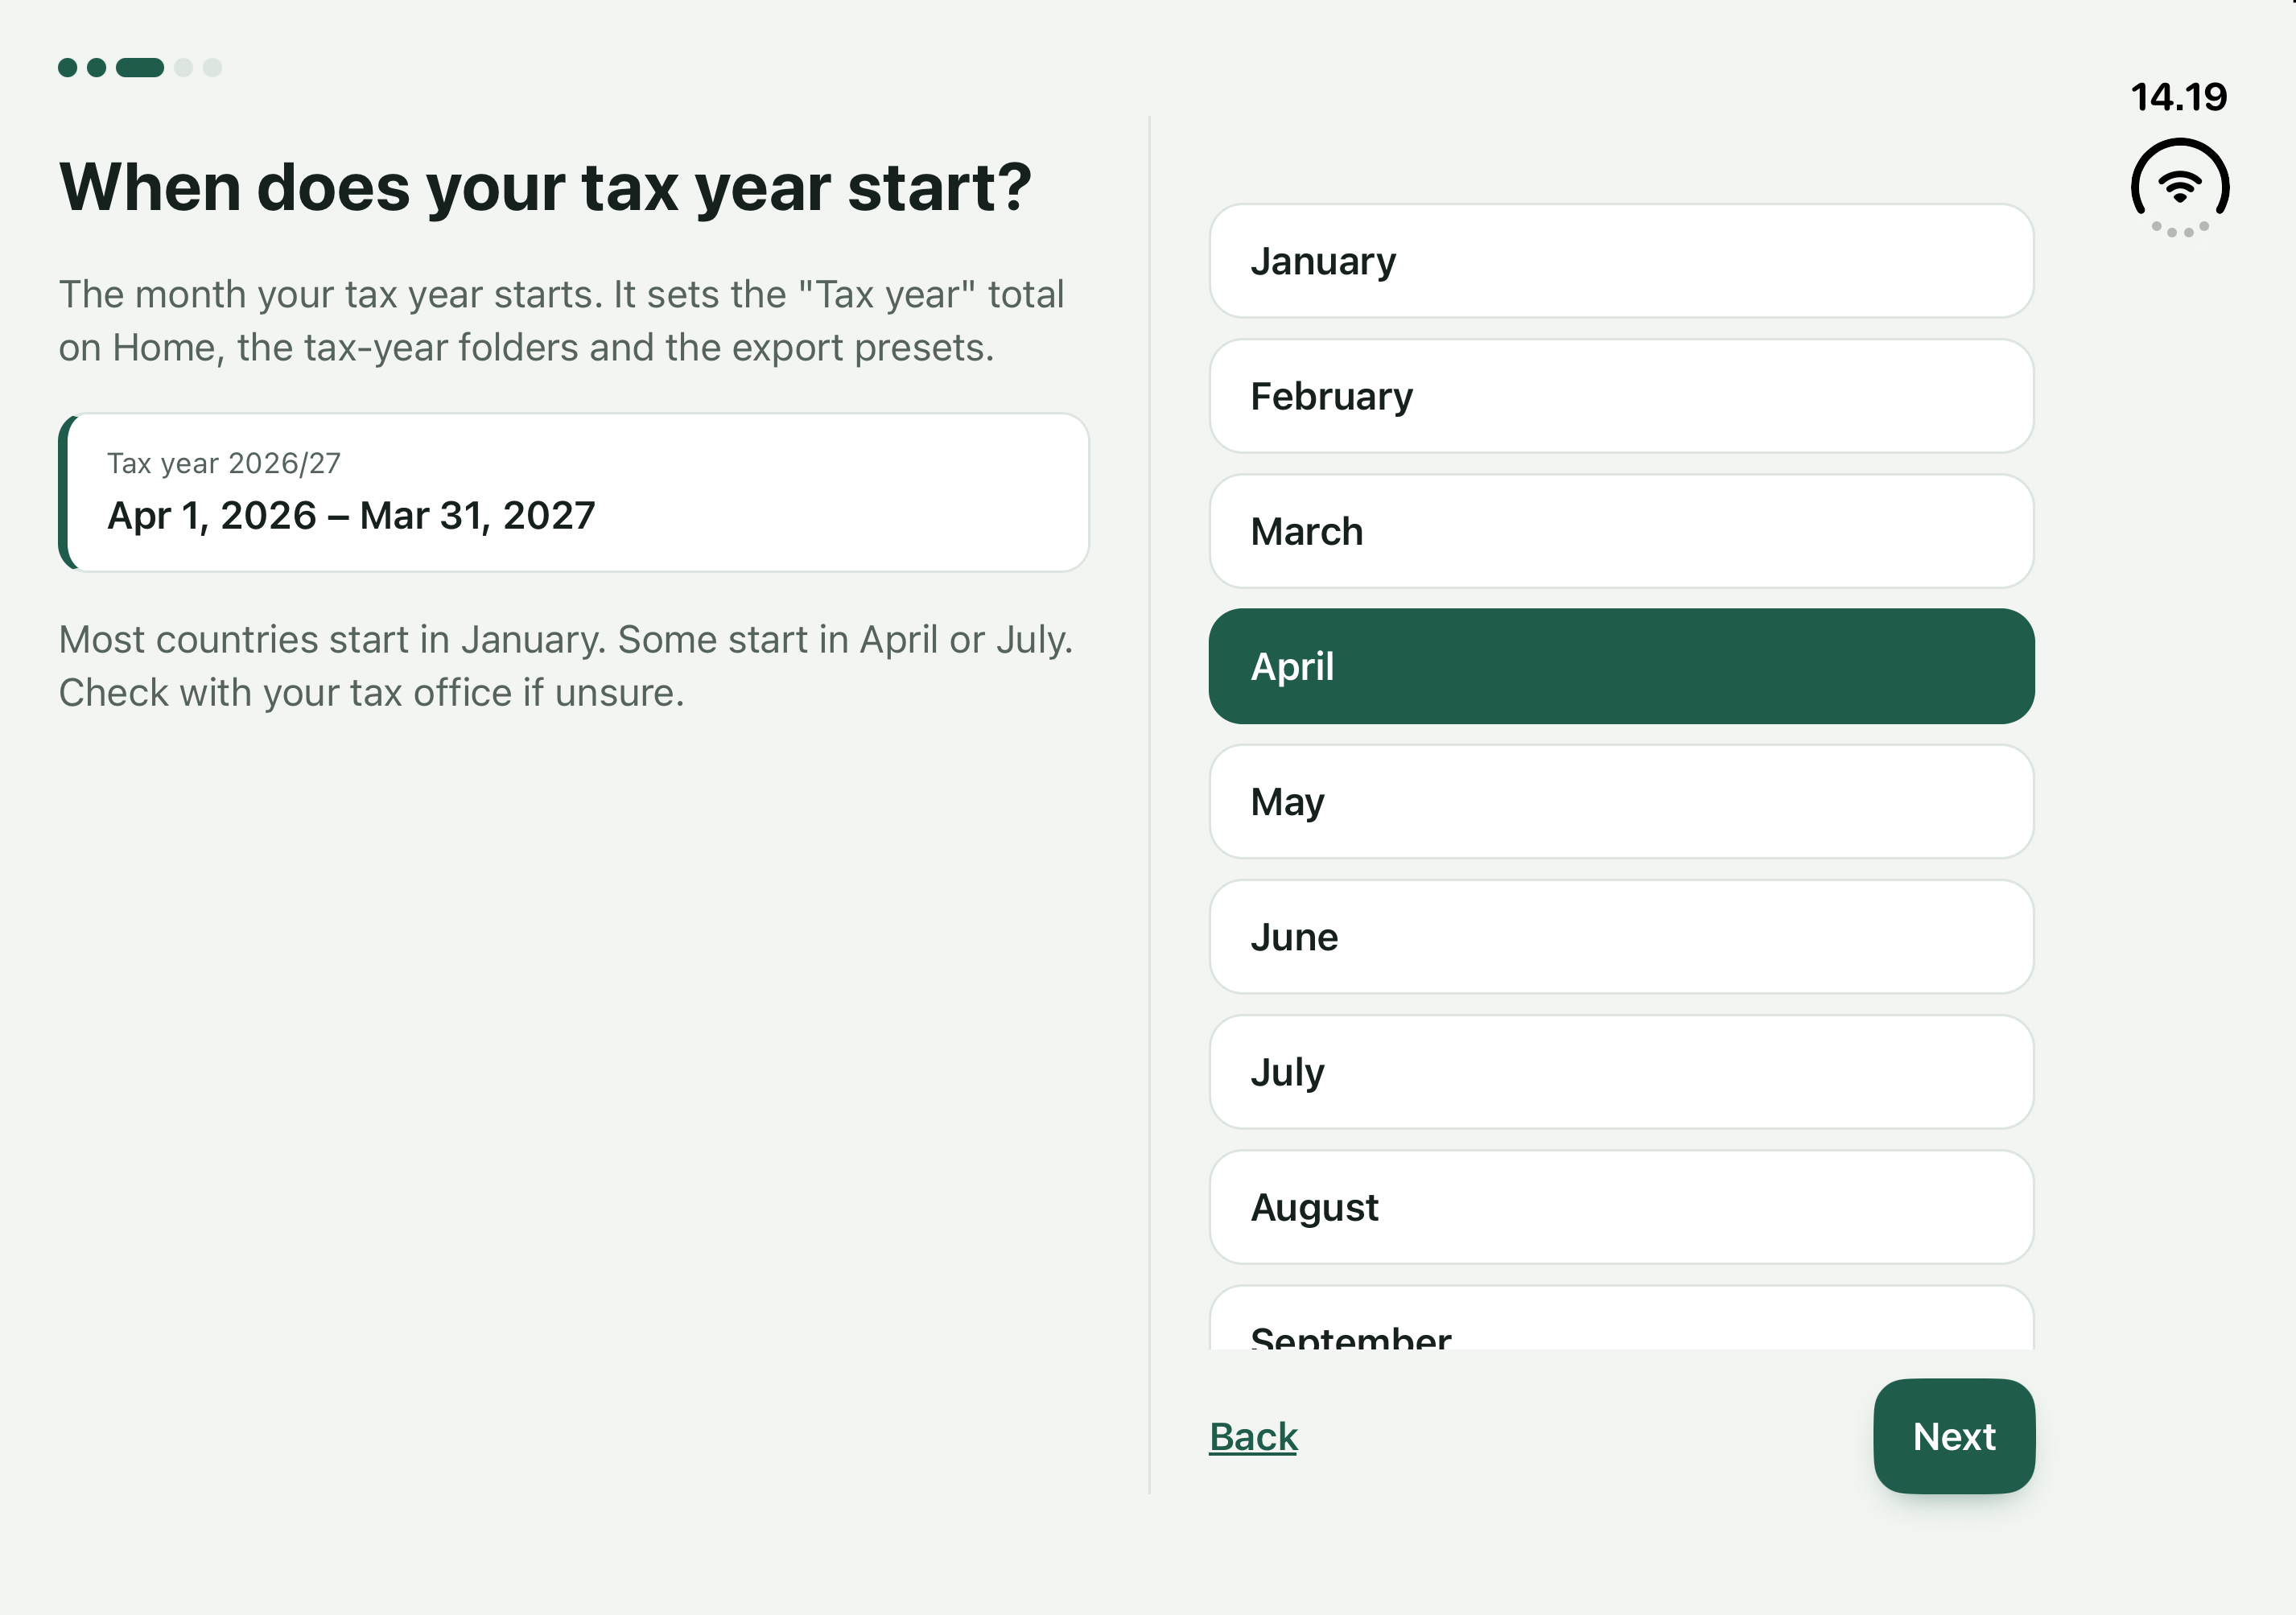 14.19
When does your tax year start?
The month your tax year starts. It sets the "Tax year" total
on Home, the tax-year folders and the export presets.
Tax year 2026/27
Apr 1, 2026 – Mar 31, 2027
Most countries start in January. Some start in April or July.
Check with your tax office if unsure.
January
February
March
April
May
June
July
August
September
Back
Next